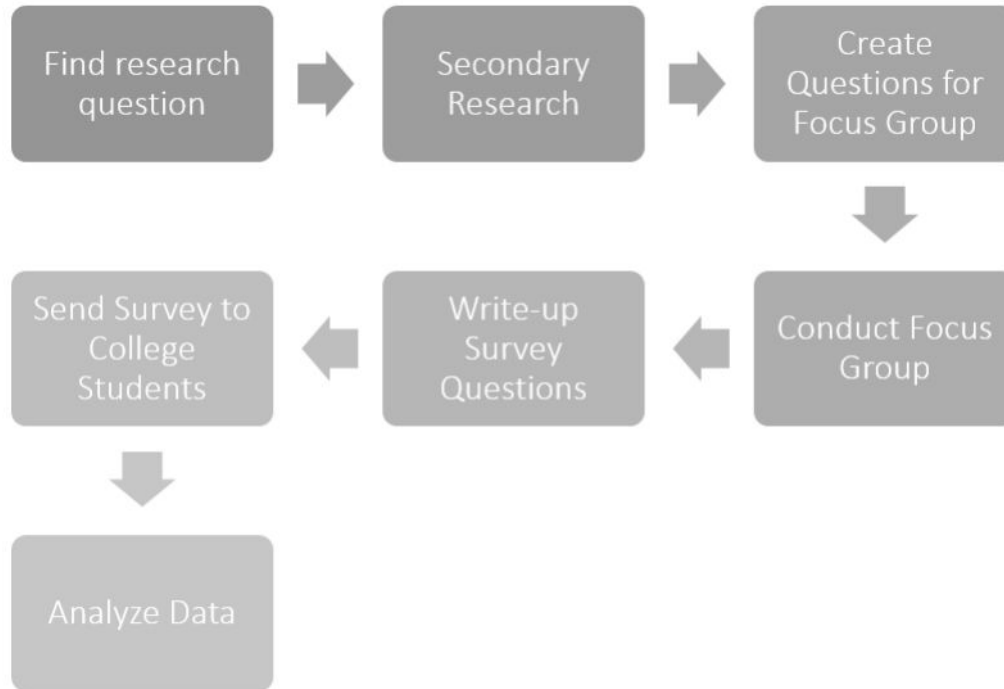 Find research
question
Secondary
Research
Create
Questions for
Focus Group
Conduct Focus
Group
Write-up
Survey
Questions
Send Survey to
College
Students
Analyze Data